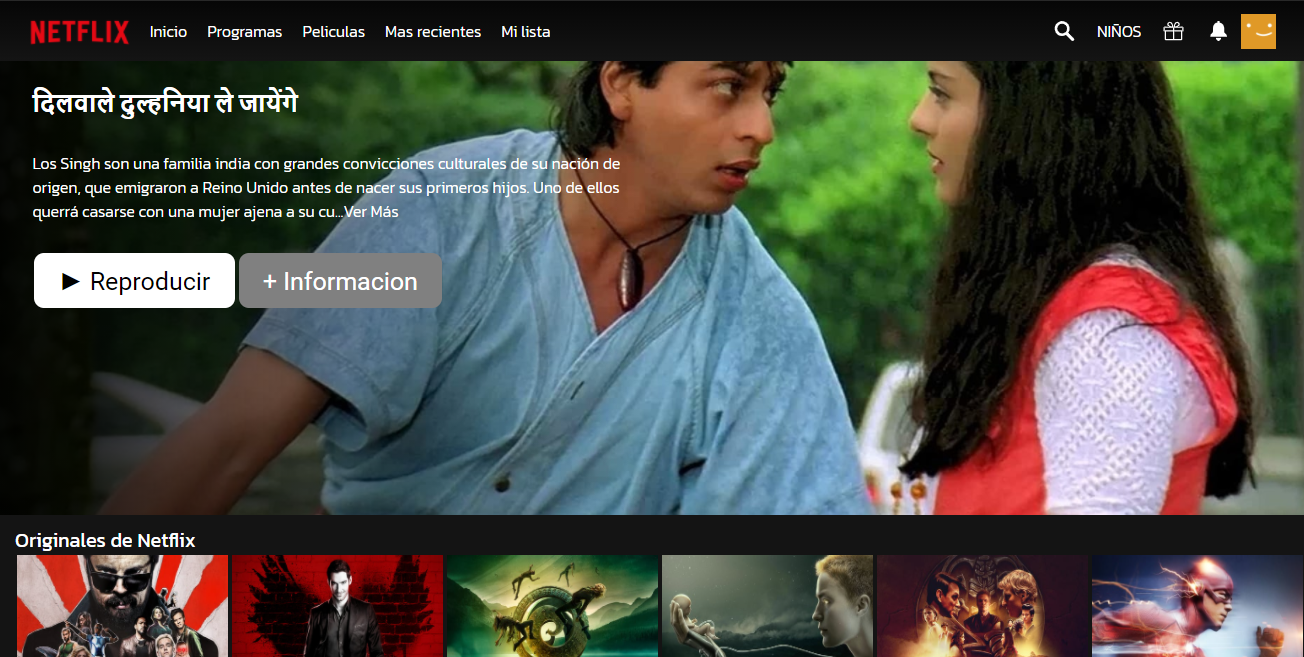 NETFLIX Inicio Programas Peliculas Mas recientes Mi lista NIÑOS
दिलवाले दुल्हनिया ले जायेंगे
Los Singh son una familia india con grandes convicciones culturales de su nación de
origen, que emigraron a Reino Unido antes de nacer sus primeros hijos. Uno de ellos
querrá casarse con una mujer ajena a su cu...Ver Más
Reproducir + Informacion
Originales de Netflix